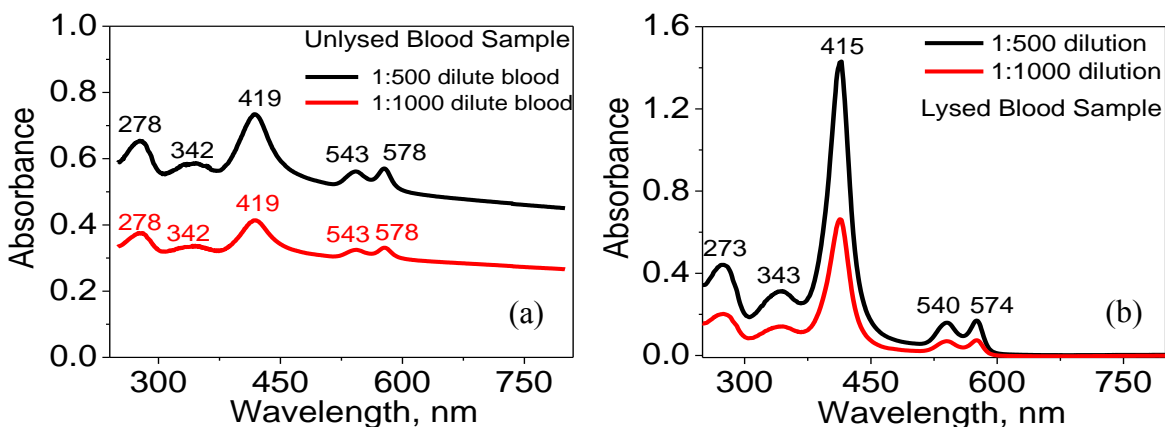 Unlysed Blood Sample
1:500 dilute blood
1:1000 dilute blood
278
342
419
543
578
278
342
419
543
578
(a)
1.0
0.8
0.6
0.4
0.2
0.0
Absorbance
300
450
600
750
Wavelength, nm
415
1:500 dilution
1:1000 dilution
Lysed Blood Sample
273
343
540
574
(b)
1.6
1.2
0.8
0.4
0.0
Absorbance
300
450
600
750
Wavelength, nm